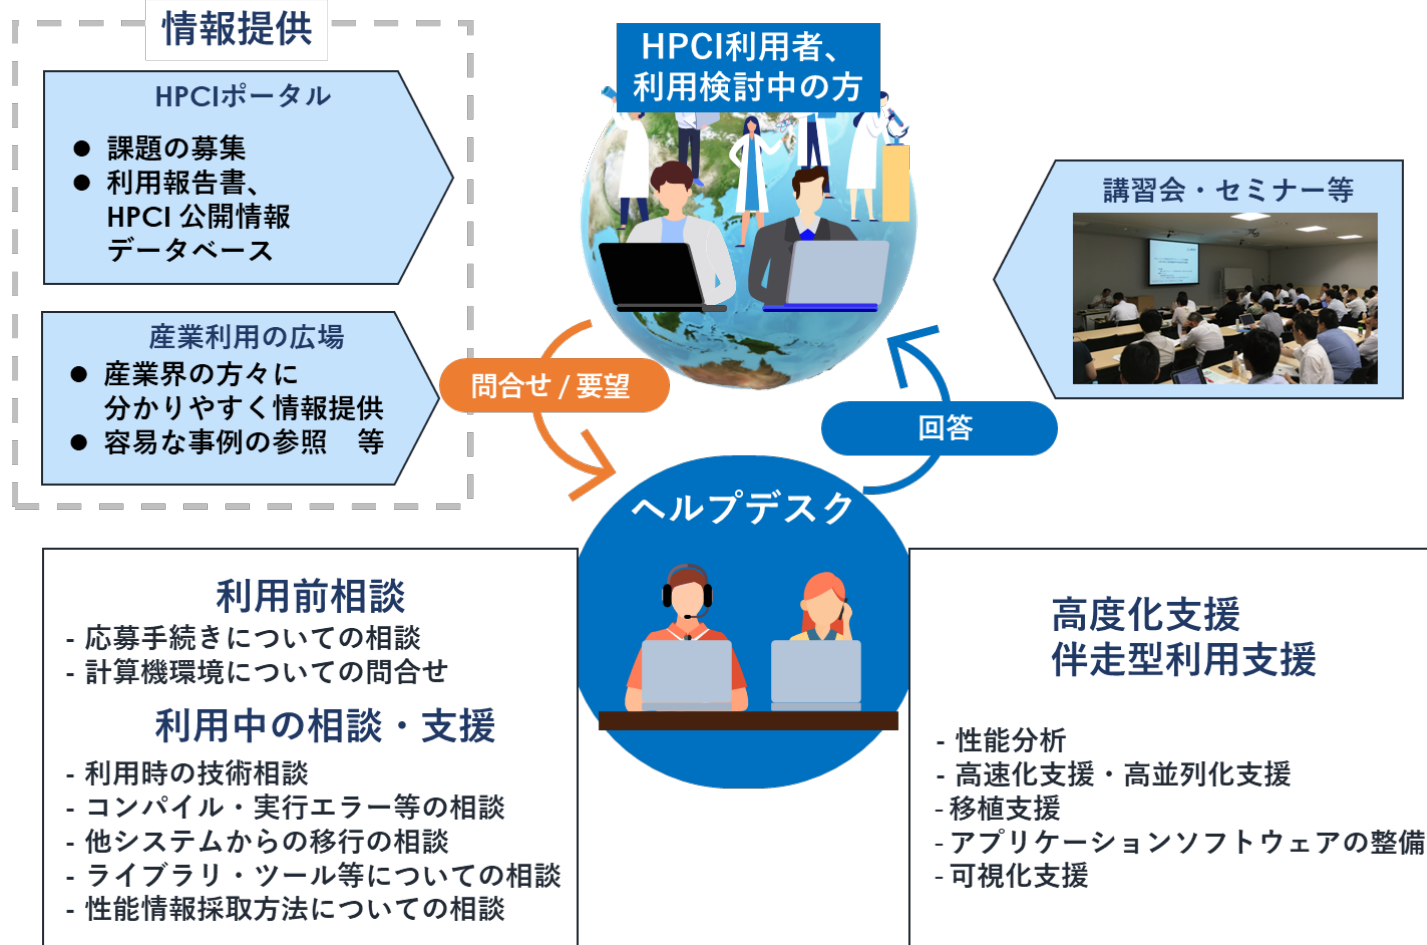 情報提供
HPCIポータル
● 課題の募集
● 利用報告書、
HPCI 公開情報
データベース
産業利用の広場
● 産業界の方々に
分かりやすく情報提供
● 容易な事例の参照　等
HPCI利用者、
利用検討中の方
講習会・セミナー等
問合せ / 要望
回答
ヘルプデスク
利用前相談
- 応募手続きについての相談
- 計算機環境についての問合せ
利用中の相談・支援
- 利用時の技術相談
- コンパイル・実行エラー等の相談
- 他システムからの移行の相談
- ライブラリ・ツール等についての相談
- 性能情報採取方法についての相談
高度化支援
伴走型利用支援
- 性能分析
- 高速化支援・高並列化支援
- 移植支援
- アプリケーションソフトウェアの整備
- 可視化支援